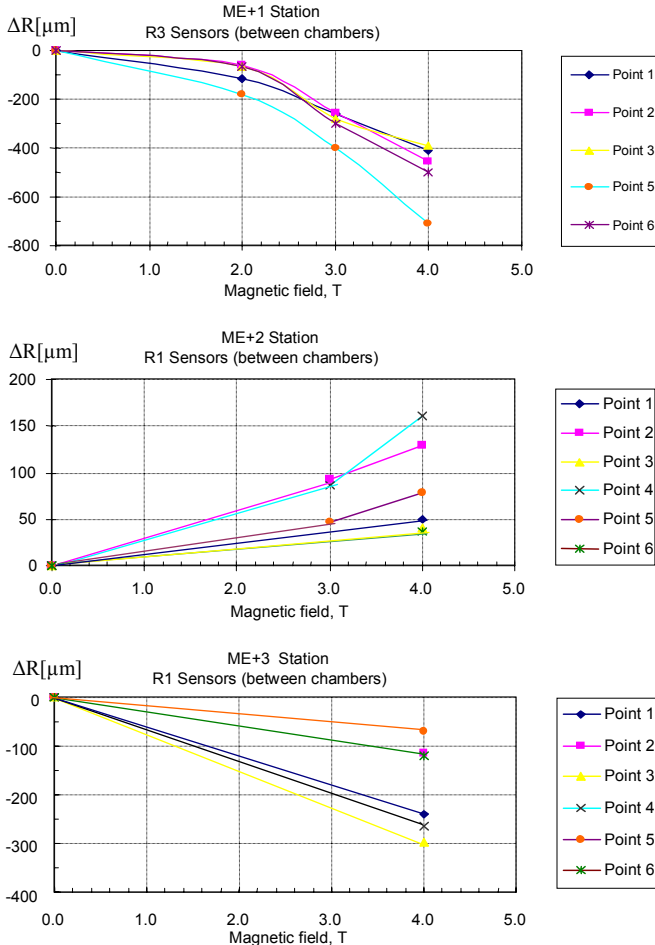 ME+1 Station
R3 Sensors (between chambers)
ΔR[µm]
0
-200
-400
-600
-800
0.0 1.0 2.0 3.0 4.0 5.0
Magnetic field, T
Point 1
Point 2
Point 3
Point 5
Point 6
ME+2 Station
R1 Sensors (between chambers)
ΔR[µm]
200
150
100
50
0
0.0 1.0 2.0 3.0 4.0 5.0
Magnetic field, T
Point 1
Point 2
Point 3
Point 4
Point 5
Point 6
ME+3 Station
R1 Sensors (between chambers)
ΔR[µm]
0
-100
-200
-300
-400
0.0 1.0 2.0 3.0 4.0 5.0
Magnetic field, T
Point 1
Point 2
Point 3
Point 4
Point 5
Point 6